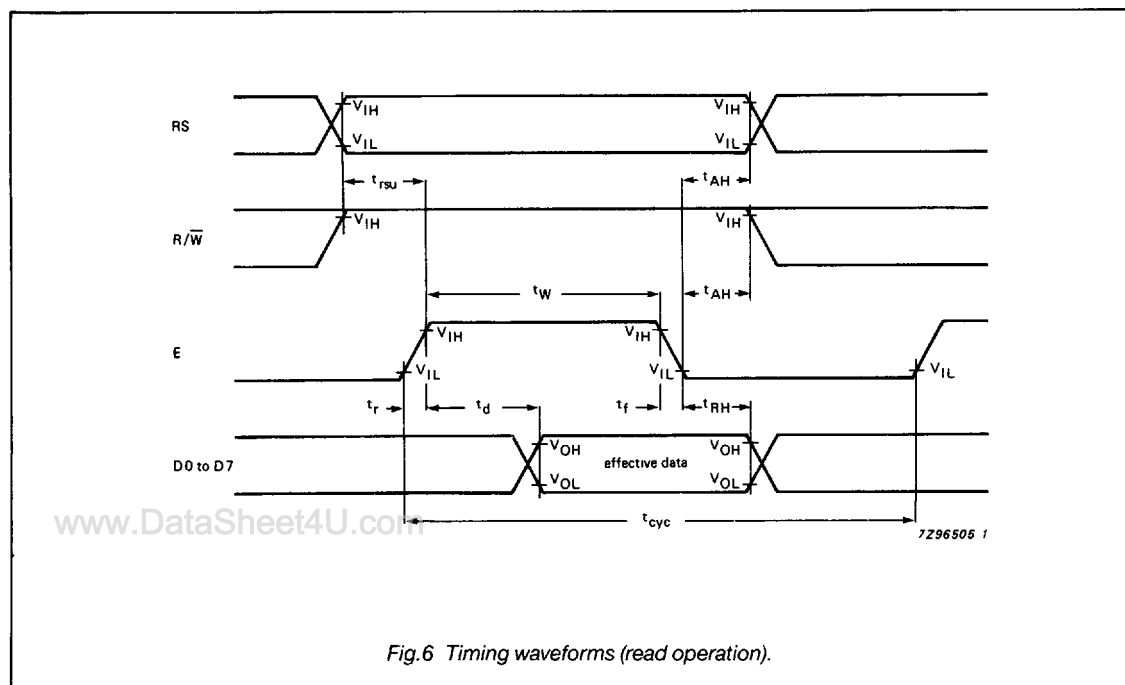 V_IH V_IH
RS
V_IL V_IL
t_rsu t_AH
V_IH V_IH
R/W̅
t_W t_AH
V_IH V_IH
E
V_IL V_IL V_IL
t_r t_d t_f t_RH
V_OH effective data V_OH
D0 to D7
V_OL V_OL
www.DataSheet4U.com
t_cyc
7Z96505 1
Fig.6 Timing waveforms (read operation).